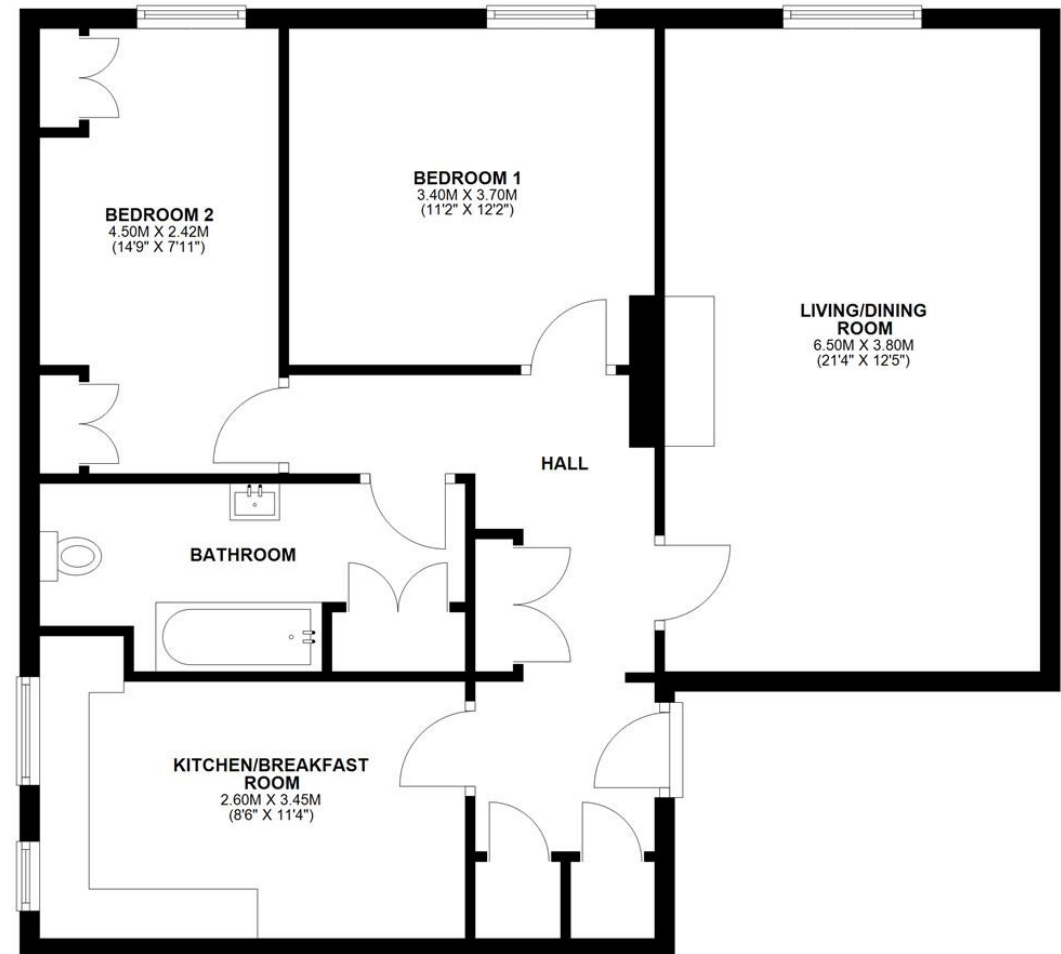 BEDROOM 1
3.40M X 3.70M
(11'2" X 12'2")
BEDROOM 2
4.50M X 2.42M
(14'9" X 7'11")
LIVING/DINING
ROOM
6.50M X 3.80M
(21'4" X 12'5")
HALL
BATHROOM
KITCHEN/BREAKFAST
ROOM
2.60M X 3.45M
(8'6" X 11'4")